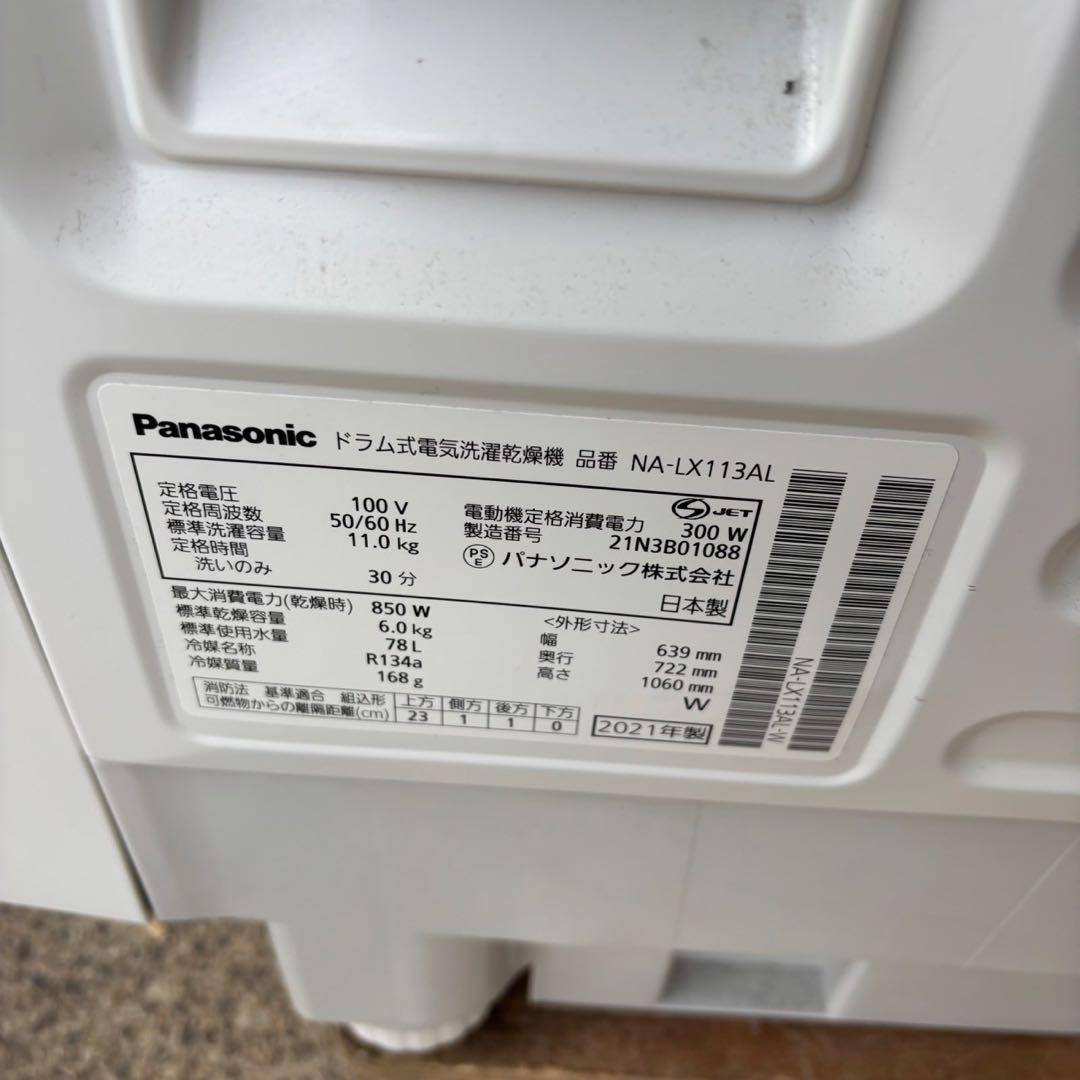 Panasonic ドラム式電気洗濯乾燥機 品番 NA-LX113AL
定格電圧 100 V
定格周波数 50/60 Hz
標準洗濯容量 11.0 kg
定格時間
洗いのみ 30 分
電動機定格消費電力 300 W
製造番号 21N3B01088
PS E パナソニック株式会社
日本製
JET
最大消費電力(乾燥時) 850 W
標準乾燥容量 6.0 kg
標準使用水量 78 L
冷媒名称 R134a
冷媒質量 168 g
<外形寸法>
幅 639 mm
奥行 722 mm
高さ 1060 mm
W
消防法 基準適合 組込形 上方 側方 後方 下方
可燃物からの離隔距離(cm) 23 1 1 0
2021年製
NA-LX113AL-W